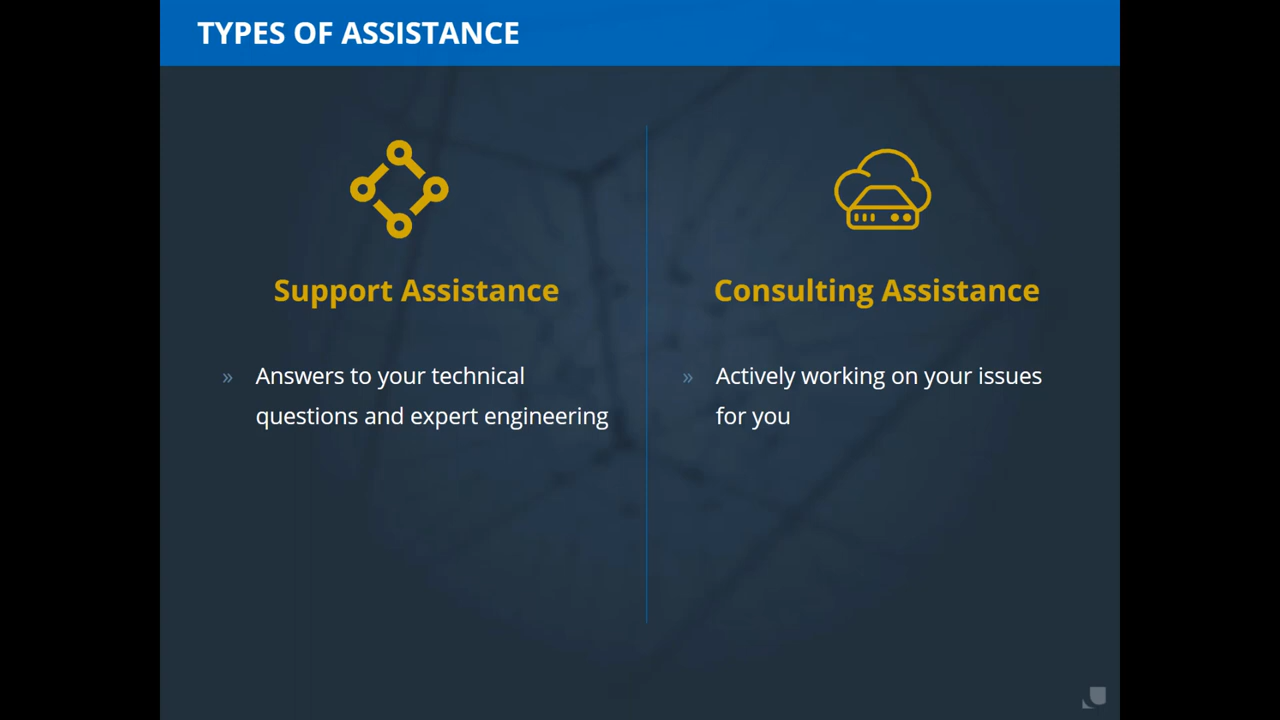 TYPES OF ASSISTANCE
Support Assistance
» Answers to your technical
questions and expert engineering
Consulting Assistance
» Actively working on your issues
for you